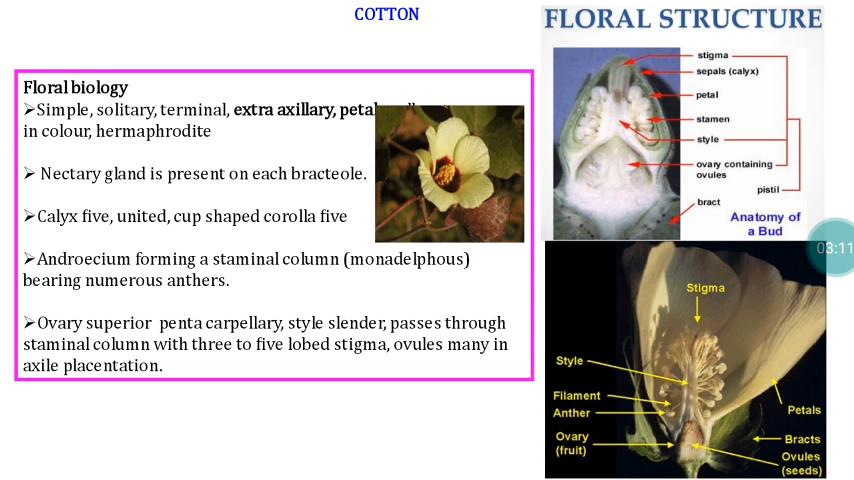 COTTON
Floral biology
➢Simple, solitary, terminal, extra axillary, petal
in colour, hermaphrodite
➢ Nectary gland is present on each bracteole.
➢Calyx five, united, cup shaped corolla five
➢Androecium forming a staminal column (monadelphous)
bearing numerous anthers.
➢Ovary superior penta carpellary, style slender, passes through
staminal column with three to five lobed stigma, ovules many in
axile placentation.
FLORAL STRUCTURE
stigma
sepals (calyx)
petal
stamen
style
ovary containing
ovules
pistil
bract
Anatomy of
a Bud
03:11
Stigma
Style
Filament
Anther
Petals
Ovary
(fruit)
Bracts
Ovules
(seeds)